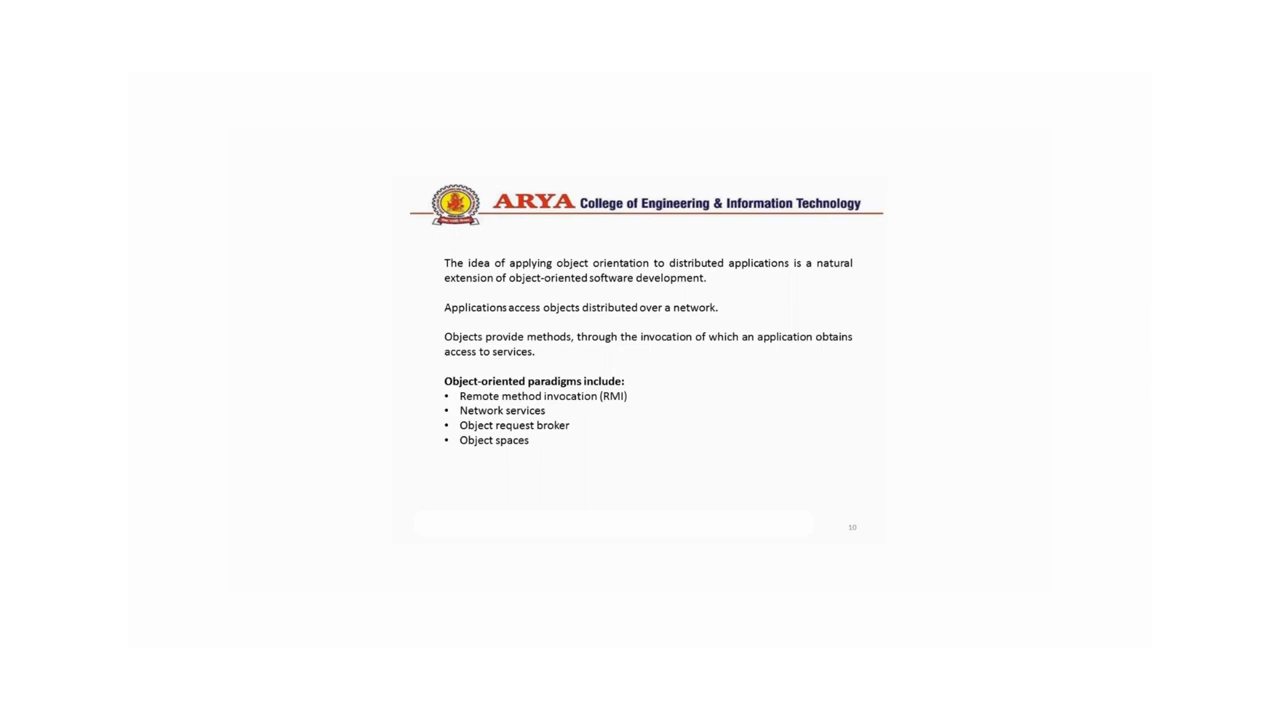 ARYA College of Engineering & Information Technology
The idea of applying object orientation to distributed applications is a natural
extension of object-oriented software development.
Applications access objects distributed over a network.
Objects provide methods, through the invocation of which an application obtains
access to services.
Object-oriented paradigms include:
• Remote method invocation (RMI)
• Network services
• Object request broker
• Object spaces
10